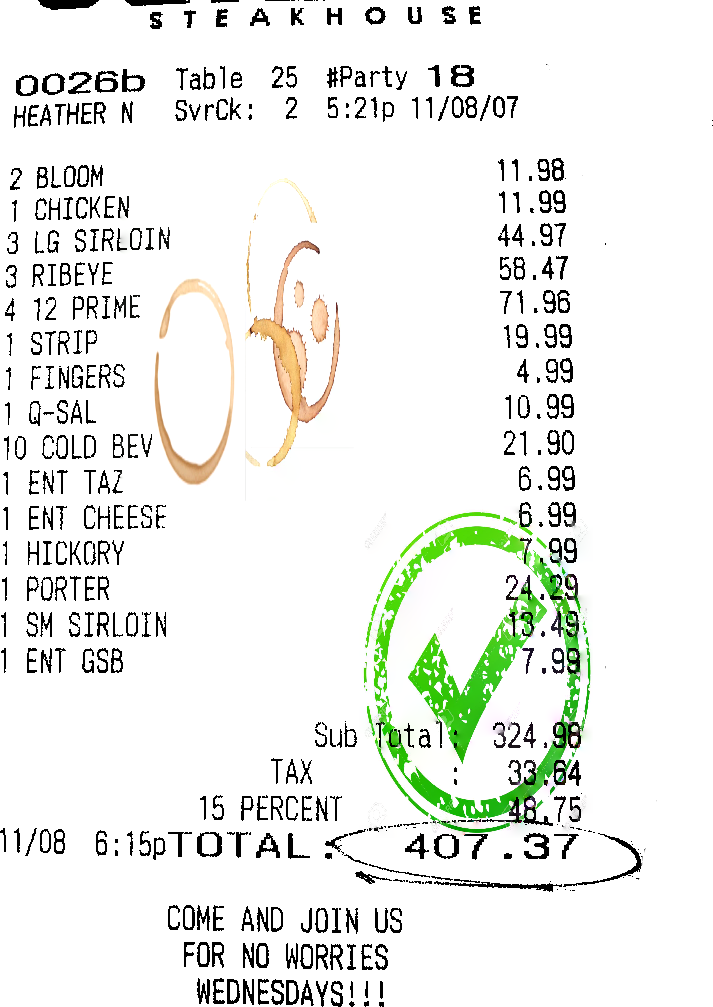 STEAKHOUSE
0026b Table 25 #Party 18
HEATHER N SvrCk: 2 5:21p 11/08/07
2 BLOOM 11.98
1 CHICKEN 11.99
3 LG SIRLOIN 44.97
3 RIBEYE 58.47
4 12 PRIME 71.96
1 STRIP 19.99
1 FINGERS 4.99
1 Q-SAL 10.99
10 COLD BEV 21.90
1 ENT TAZ 6.99
1 ENT CHEESE 6.99
1 HICKORY 7.99
1 PORTER 24.29
1 SM SIRLOIN 13.49
1 ENT GSB 7.99
Sub Total: 324.98
TAX : 33.64
15 PERCENT 48.75
11/08 6:15pTOTAL: 407.37
COME AND JOIN US
FOR NO WORRIES
WEDNESDAYS!!!